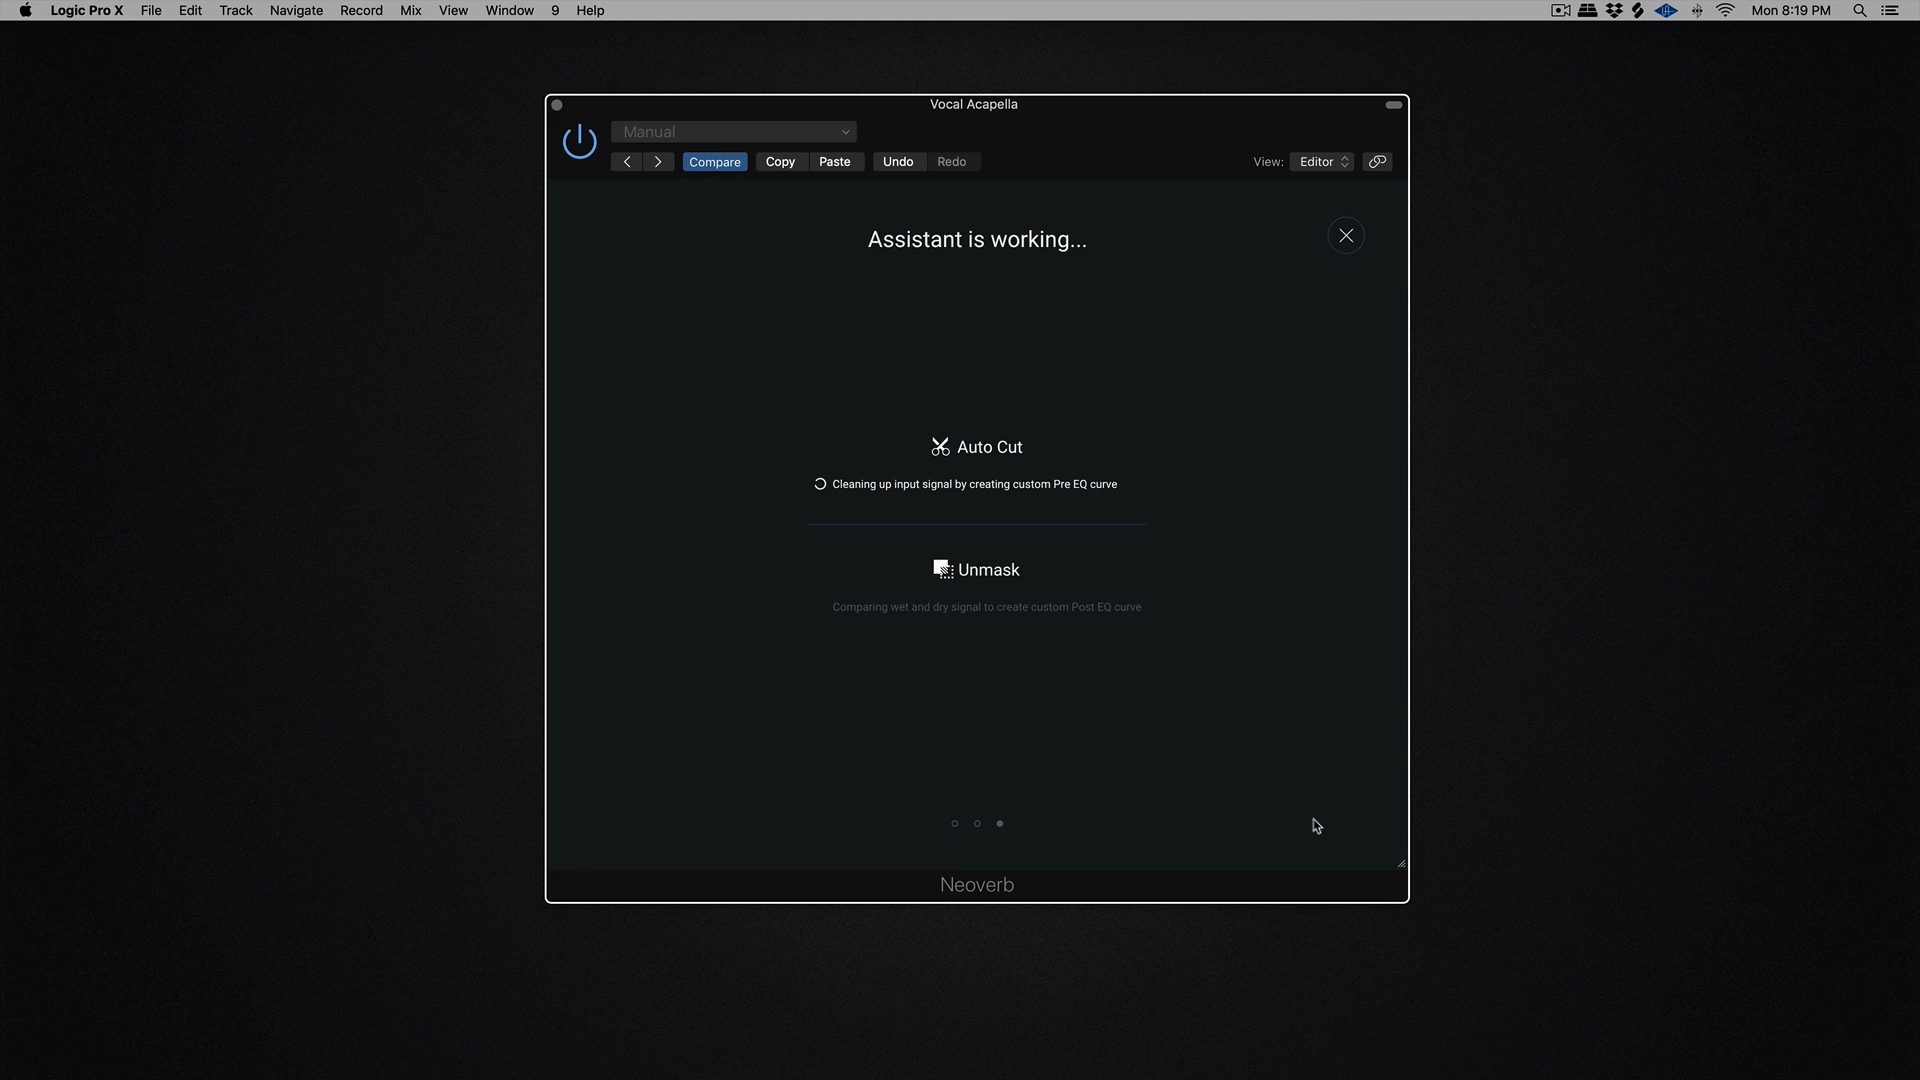 Logic Pro X File Edit Track Navigate Record Mix View Window 9 Help Mon 8:19 PM
Vocal Acapella
Manual
Compare Copy Paste Undo Redo View: Editor
Assistant is working...
Auto Cut
Cleaning up input signal by creating custom Pre EQ curve
Unmask
Comparing wet and dry signal to create custom Post EQ curve
Neoverb